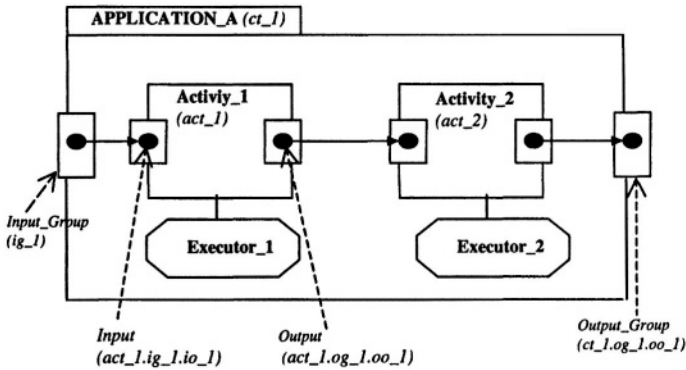 APPLICATION_A (ct_1)
Activiy_1
(act_1)
Activity_2
(act_2)
Input_Group
(ig_1)
Executor_1
Executor_2
Input
(act_1.ig_1.io_1)
Output
(act_1.og_1.oo_1)
Output_Group
(ct_1.og_1.oo_1)